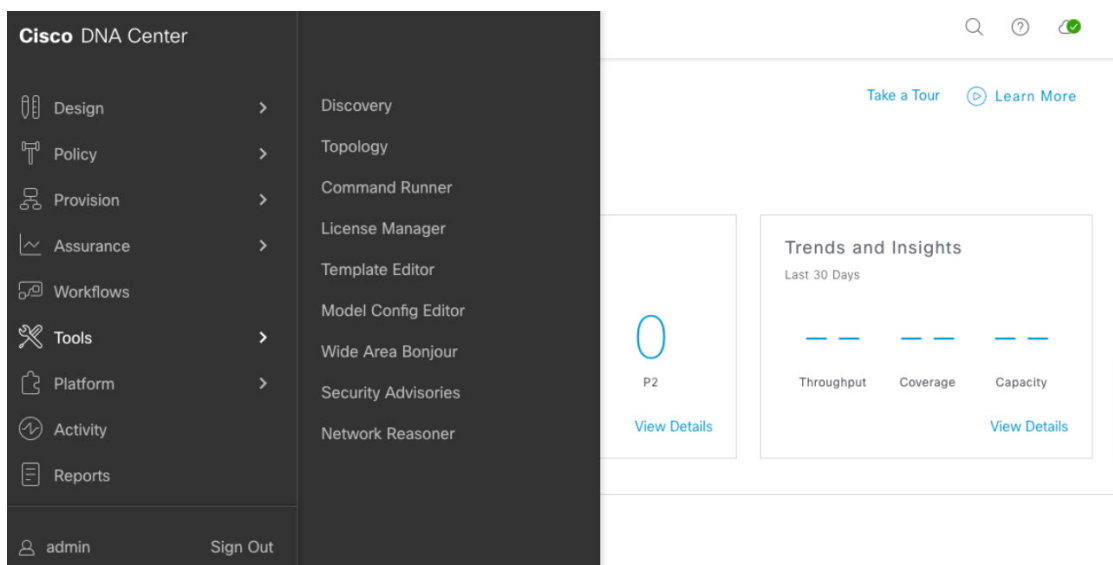 Cisco DNA Center
Design
Policy
Provision
Assurance
Workflows
Tools
Platform
Activity
Reports
admin
Sign Out
Discovery
Topology
Command Runner
License Manager
Template Editor
Model Config Editor
Wide Area Bonjour
Security Advisories
Network Reasoner
Take a Tour
Learn More
0
P2
View Details
Trends and Insights
Last 30 Days
-- -- --
Throughput Coverage Capacity
View Details